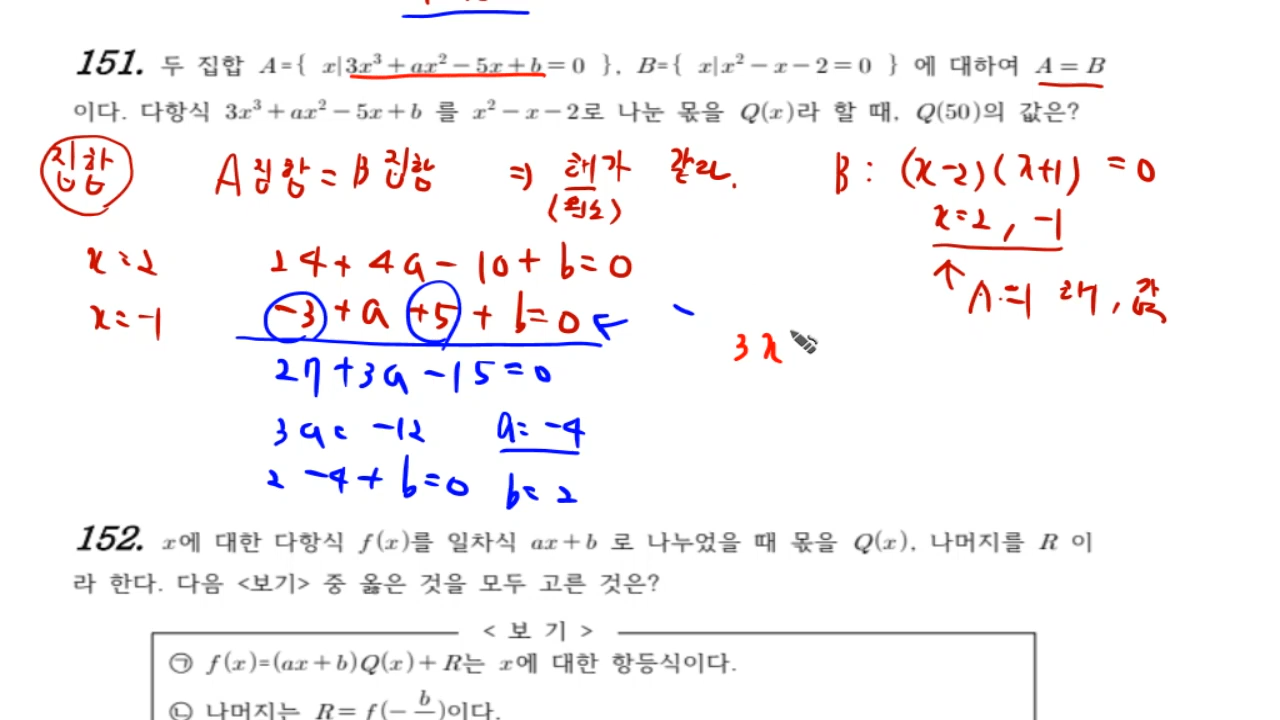 151. 두 집합 A={ x|3x³+ax²−5x+b=0 }, B={ x|x²−x−2=0 } 에 대하여 A=B
이다. 다항식 3x³+ax²−5x+b 를 x²−x−2로 나눈 몫을 Q(x)라 할 때, Q(50)의 값은?
집합 A집합 = B집합 ⇒ 해가 같다. B : (x-2)(x+1) = 0
(원소) x=2, -1
x=2 24+4a-10+b=0
↑ A의 해, 값
x=-1 -3+a+5+b=0 ←
3x
27+3a-15=0
3a= -12 a= -4
2 -4+b=0 b= 2
152. x에 대한 다항식 f(x)를 일차식 ax+b 로 나누었을 때 몫을 Q(x), 나머지를 R 이
라 한다. 다음 <보기> 중 옳은 것을 모두 고른 것은?
< 보 기 >
㉠ f(x)=(ax+b)Q(x)+R는 x에 대한 항등식이다.
㉡ 나머지는 R=f(−b/ )이다.